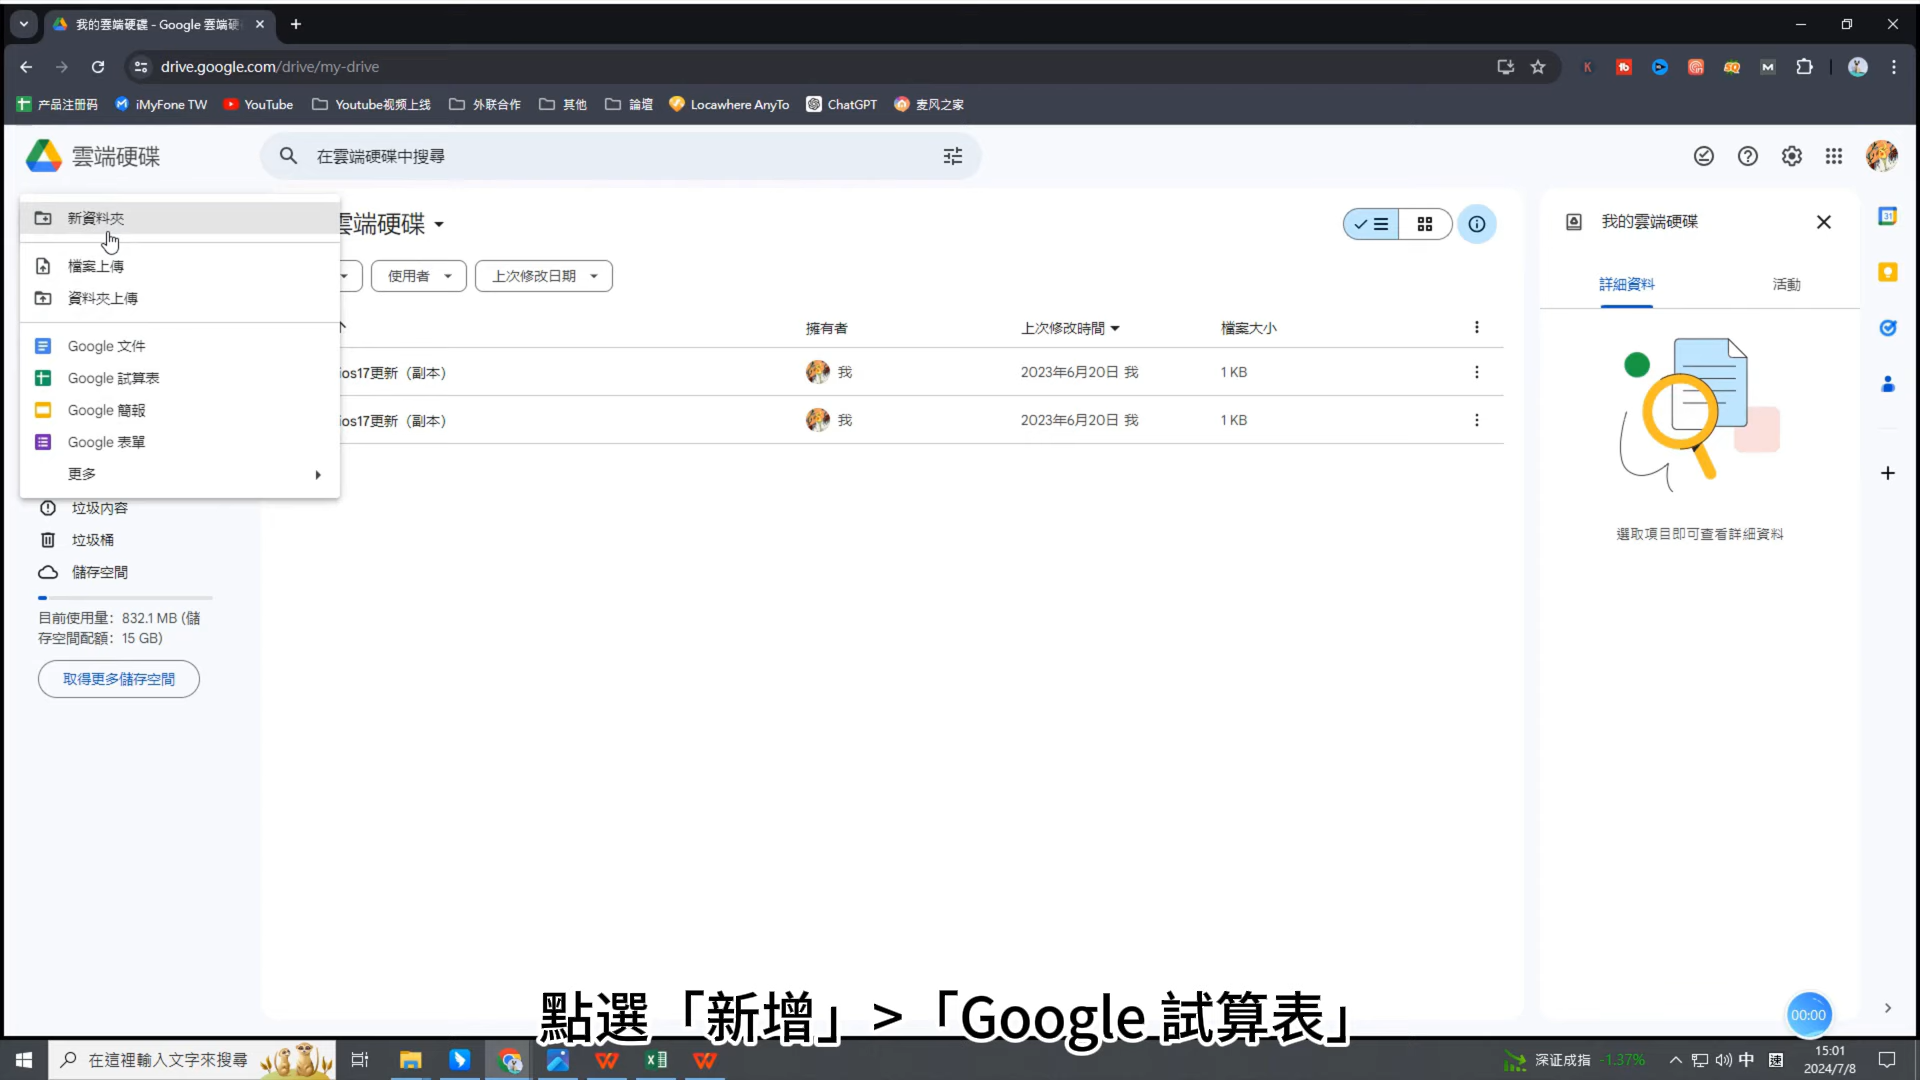 我的雲端硬碟 - Google 雲端硬
drive.google.com/drive/my-drive
产品注册码 iMyFone TW YouTube Youtube视频上线 外联合作 其他 論壇 Locawhere AnyTo ChatGPT 麦风之家
雲端硬碟
在雲端硬碟中搜尋
新資料夾
檔案上傳
資料夾上傳
Google 文件
Google 試算表
Google 簡報
Google 表單
更多
垃圾內容
垃圾桶
儲存空間
目前使用量：832.1 MB (儲
存空間配額：15 GB)
取得更多儲存空間
雲端硬碟
使用者 上次修改日期
擁有者 上次修改時間 檔案大小
ios17更新（副本） 我 2023年6月20日 我 1 KB
ios17更新（副本） 我 2023年6月20日 我 1 KB
我的雲端硬碟
詳細資料 活動
選取項目即可查看詳細資料
00:00
點選「新增」>「Google 試算表」
在這裡輸入文字來搜尋
深证成指 -1.37%
中
15:01
2024/7/8